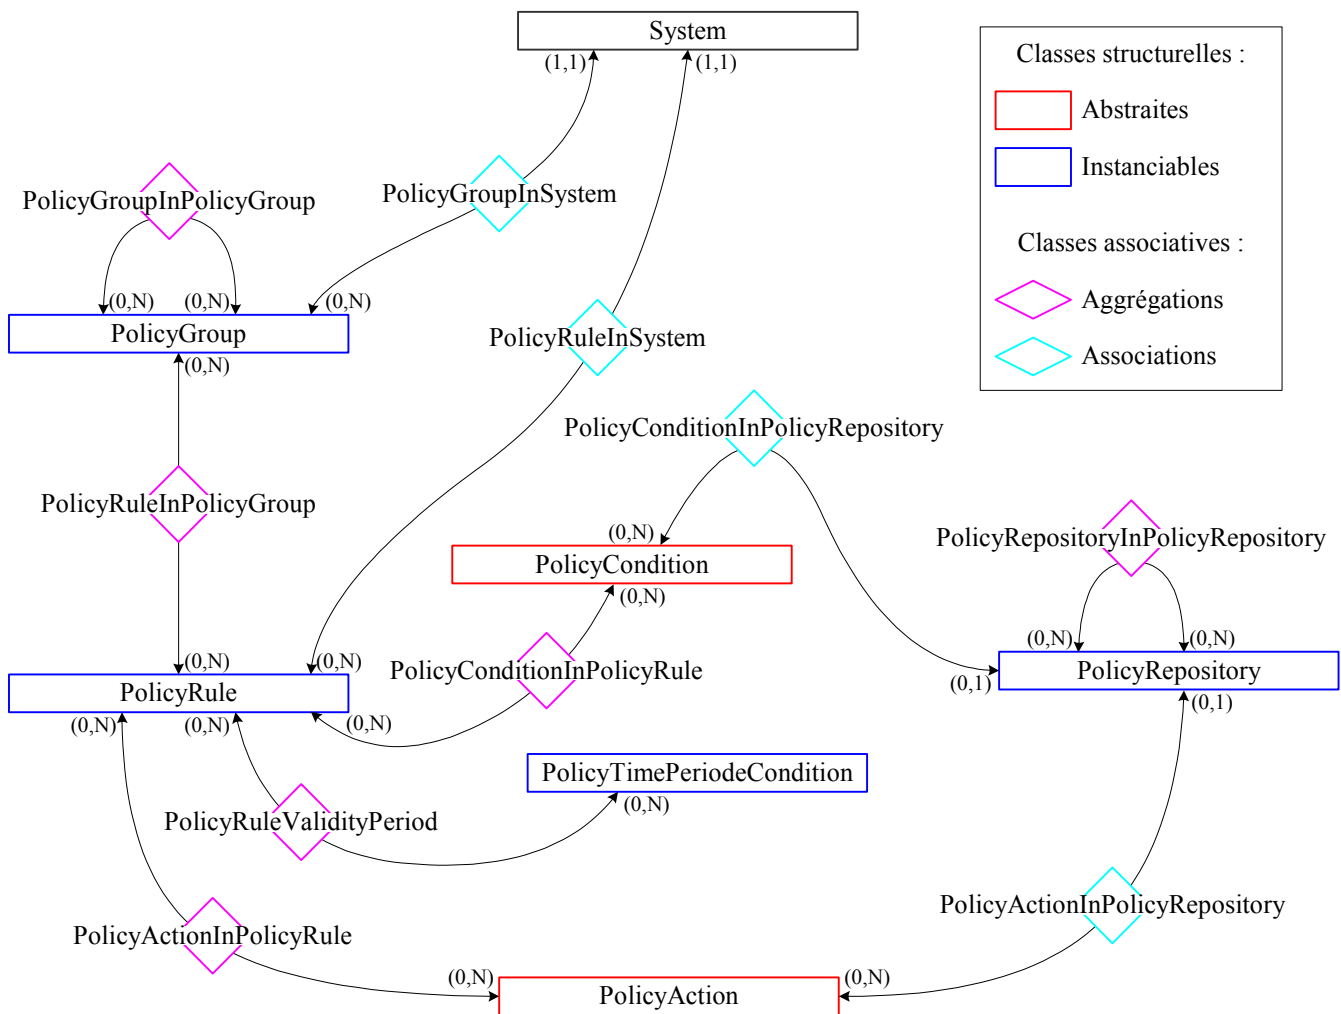 System
(1,1)
(1,1)
Classes structurelles :
Abstraites
Instanciables
Classes associatives :
Aggrégations
Associations
PolicyGroupInPolicyGroup
PolicyGroupInSystem
(0,N)
(0,N)
(0,N)
PolicyGroup
(0,N)
PolicyRuleInSystem
PolicyConditionInPolicyRepository
PolicyRuleInPolicyGroup
(0,N)
PolicyCondition
(0,N)
PolicyRepositoryInPolicyRepository
(0,N)
(0,N)
PolicyRepository
(0,1)
(0,1)
(0,N)
(0,N)
PolicyRule
(0,N)
(0,N)
(0,N)
PolicyConditionInPolicyRule
PolicyTimePeriodeCondition
(0,N)
PolicyRuleValidityPeriod
PolicyActionInPolicyRule
PolicyActionInPolicyRepository
(0,N)
(0,N)
PolicyAction